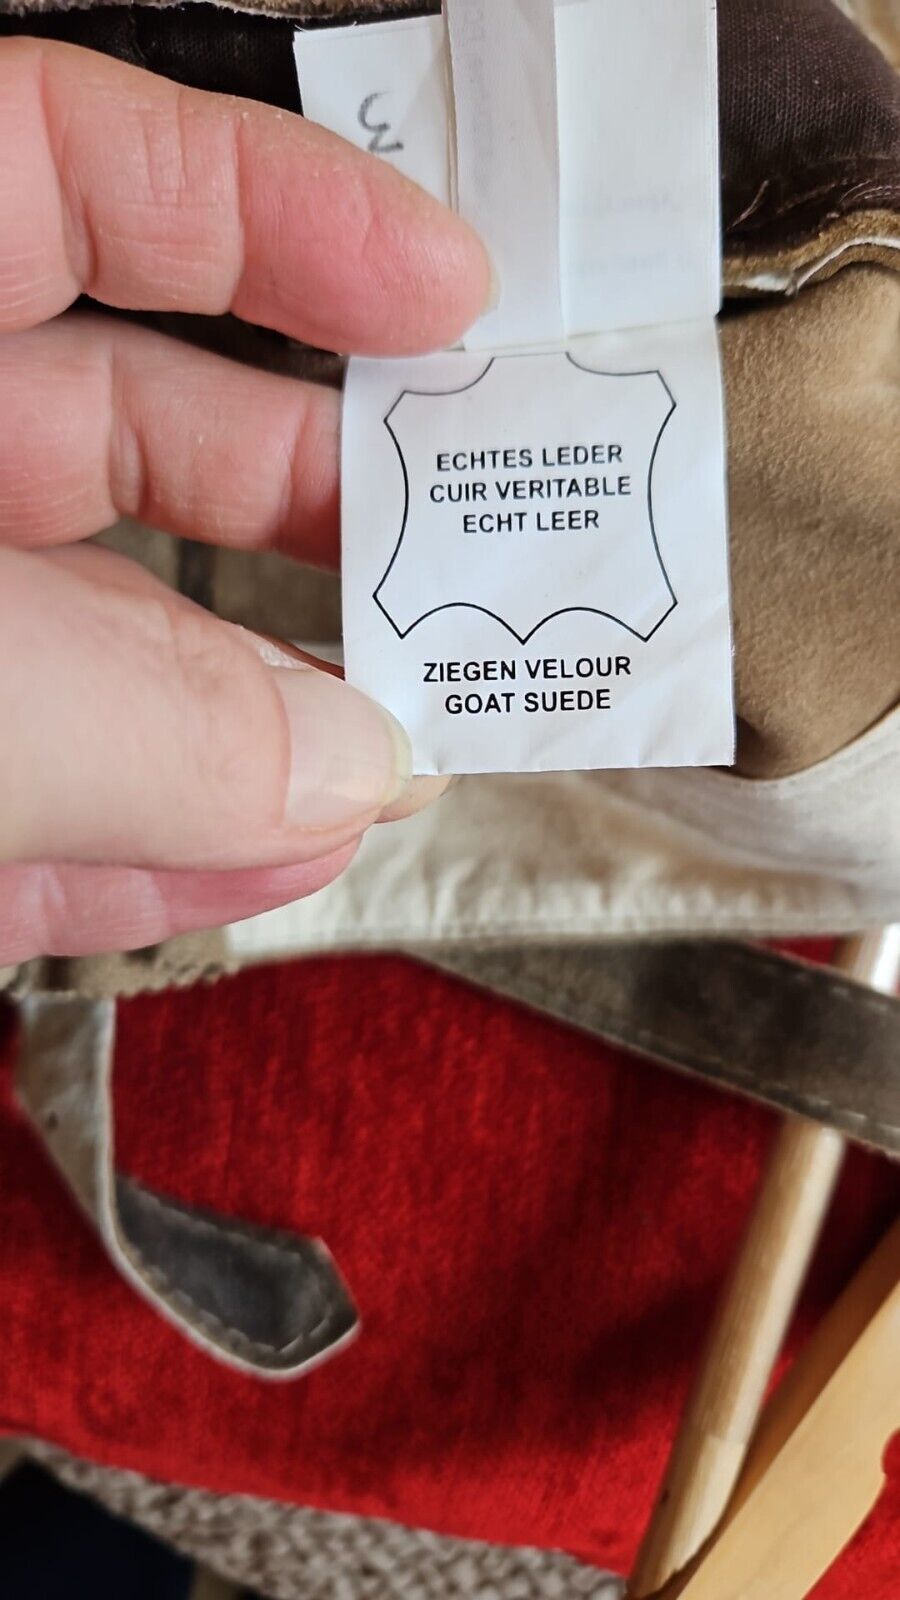 ECHTES LEDER
CUIR VERITABLE
ECHT LEER
ZIEGEN VELOUR
GOAT SUEDE